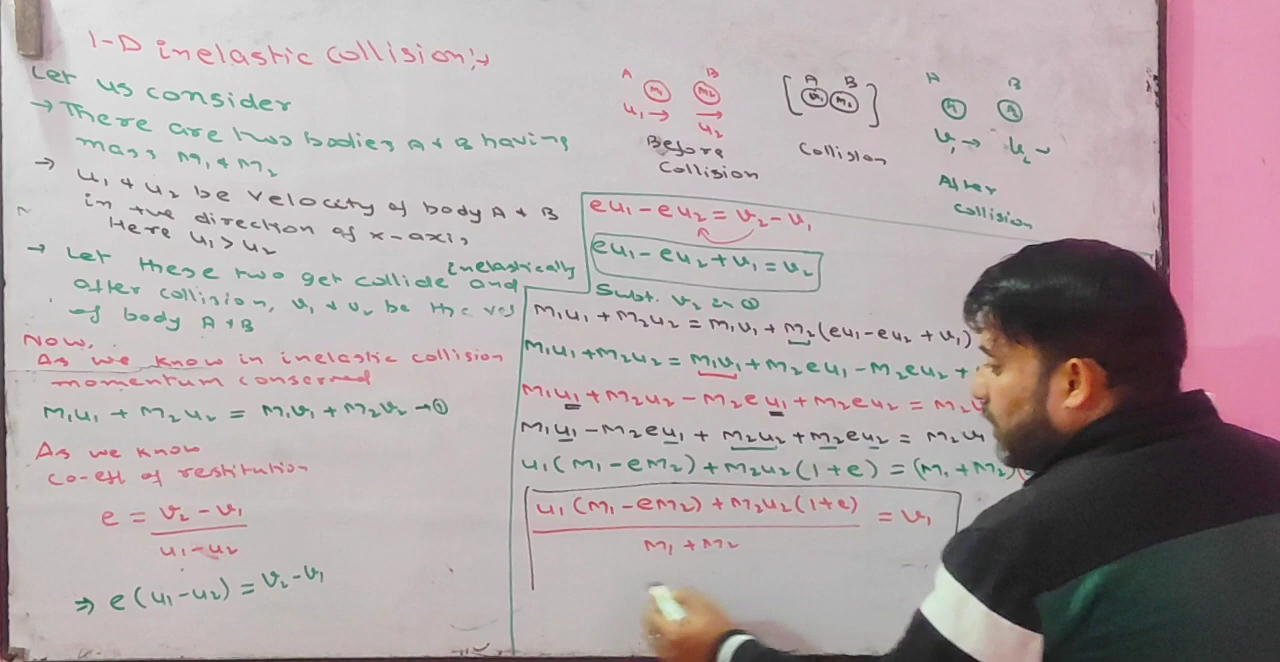 1-D inelastic collision:→
Let us consider
→ There are two bodies A & B having
mass m₁ & m₂
→ u₁ & u₂ be velocity of body A & B
in +ve direction of x-axis,
Here u₁ > u₂
→ Let these two get collide inelastically and
after collision, v₁ & v₂ be the vel
of body A & B
Now,
As we know in inelastic collision
momentum conserved
m₁u₁ + m₂u₂ = m₁v₁ + m₂v₂ → ①
As we know
co-eff of restitution
e = v₂ - v₁
u₁ - u₂
⇒ e(u₁ - u₂) = v₂ - v₁
A B
m₁ m₂
u₁ → → u₂
Before
Collision
[ A B ]
m₁ m₂
Collision
A B
v₁ → v₂
After
Collision
eu₁ - eu₂ = v₂ - v₁
eu₁ - eu₂ + v₁ = v₂
Subt. v₂ in ①
m₁u₁ + m₂u₂ = m₁v₁ + m₂(eu₁ - eu₂ + v₁)
m₁u₁ + m₂u₂ = m₁v₁ + m₂eu₁ - m₂eu₂ +
m₁u₁ + m₂u₂ - m₂eu₁ + m₂eu₂ =
m₁u₁ - m₂eu₁ + m₂u₂ + m₂eu₂ =
u₁(m₁ - em₂) + m₂u₂(1 + e) = (m₁ + m₂)
u₁(m₁ - em₂) + m₂u₂(1 + e) = v₁
m₁ + m₂